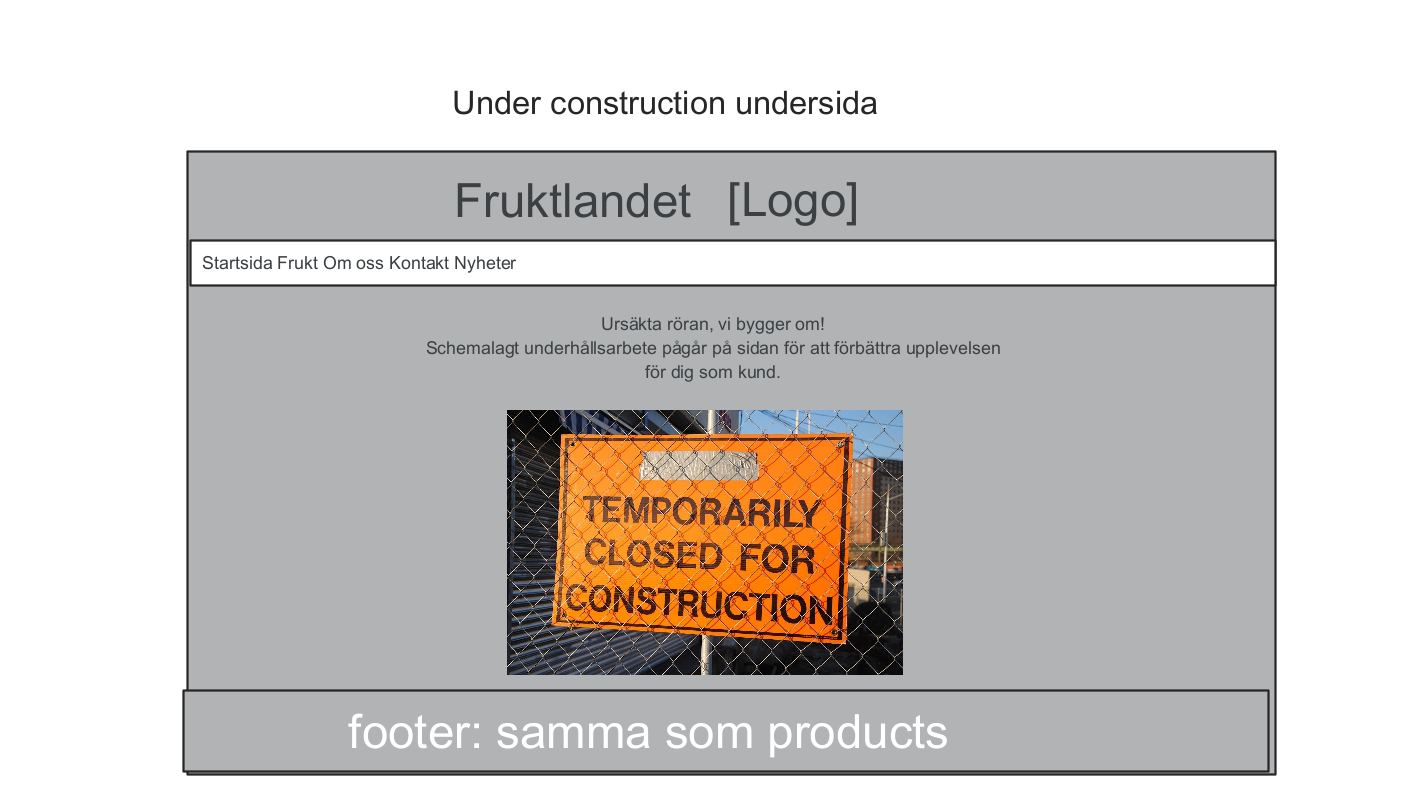 Under construction undersida
Fruktlandet [Logo]
Startsida Frukt Om oss Kontakt Nyheter
Ursäkta röran, vi bygger om!
Schemalagt underhållsarbete pågår på sidan för att förbättra upplevelsen
för dig som kund.
TEMPORARILY
CLOSED FOR
CONSTRUCTION
footer: samma som products